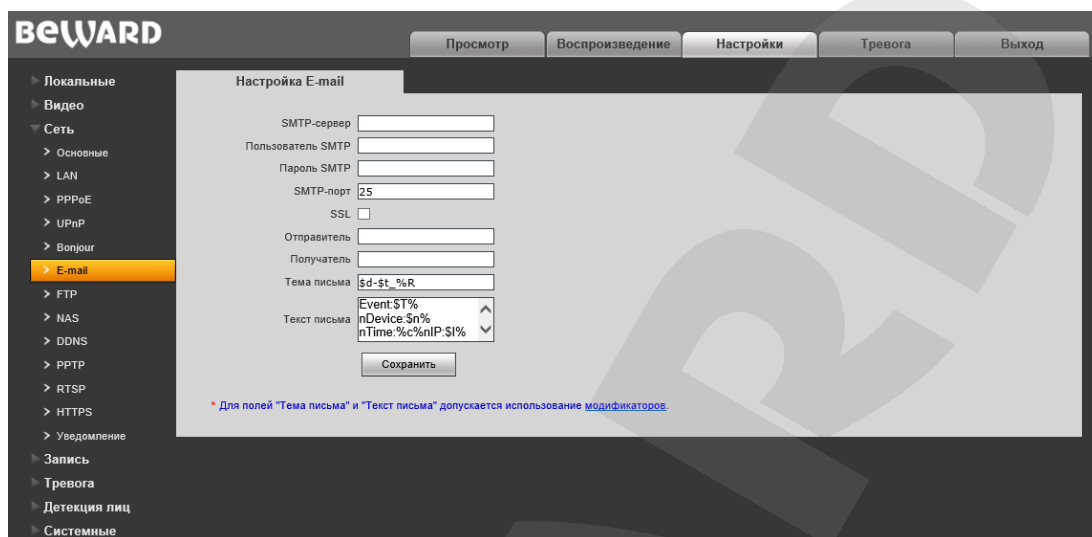 BEWARD
Просмотр
Воспроизведение
Настройки
Тревога
Выход
Локальные
Видео
Сеть
Основные
LAN
PPPoE
UPnP
Bonjour
E-mail
FTP
NAS
DDNS
PPTP
RTSP
HTTPS
Уведомление
Запись
Тревога
Детекция лиц
Системные
Настройка E-mail
SMTP-сервер
Пользователь SMTP
Пароль SMTP
SMTP-порт 25
SSL
Отправитель
Получатель
Тема письма $d-$t_%R
Текст письма
Event:$T%
nDevice:$n%
nTime:%c%nIP:$I%
Сохранить
* Для полей "Тема письма" и "Текст письма" допускается использование модификаторов.